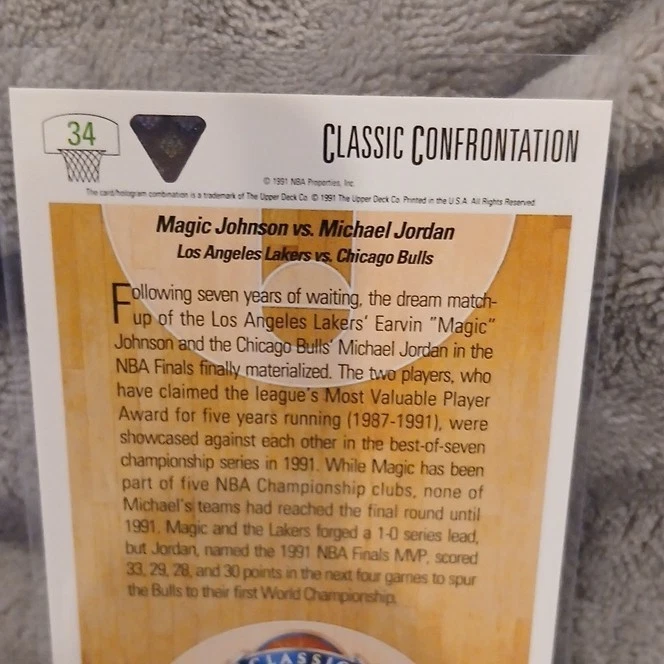 34
CLASSIC CONFRONTATION
© 1991 NBA Properties, Inc.
The card/hologram combination is a trademark of The Upper Deck Co. © 1991 The Upper Deck Co. Printed in the U.S.A. All Rights Reserved.
Magic Johnson vs. Michael Jordan
Los Angeles Lakers vs. Chicago Bulls
Following seven years of waiting, the dream match-
up of the Los Angeles Lakers' Earvin "Magic"
Johnson and the Chicago Bulls' Michael Jordan in the
NBA Finals finally materialized. The two players, who
have claimed the league's Most Valuable Player
Award for five years running (1987-1991), were
showcased against each other in the best-of-seven
championship series in 1991. While Magic has been
part of five NBA Championship clubs, none of
Michael's teams had reached the final round until
1991. Magic and the Lakers forged a 1-0 series lead,
but Jordan, named the 1991 NBA Finals MVP, scored
33, 29, 28, and 30 points in the next four games to spur
the Bulls to their first World Championship.
CLASSIC